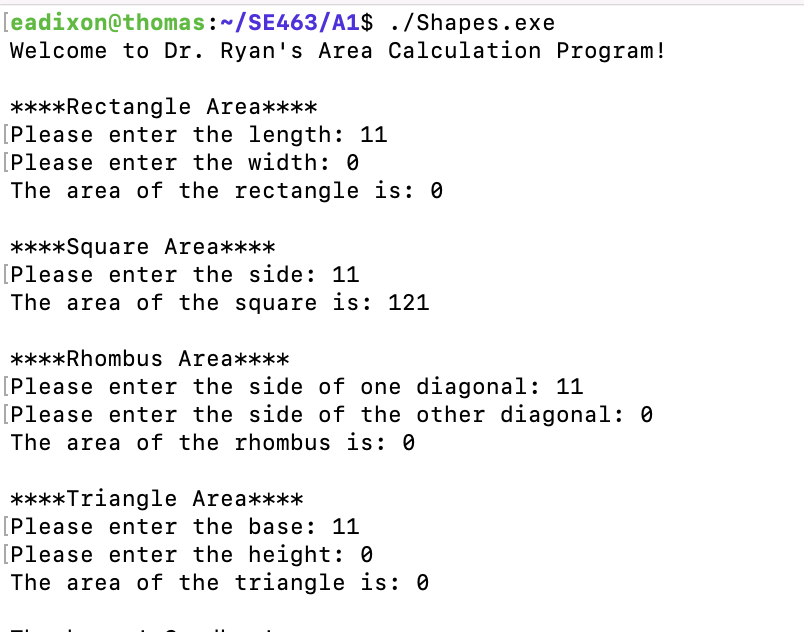 [eadixon@thomas:~/SE463/A1$ ./Shapes.exe
Welcome to Dr. Ryan's Area Calculation Program!
****Rectangle Area****
[Please enter the length: 11
[Please enter the width: 0
The area of the rectangle is: 0
****Square Area****
[Please enter the side: 11
The area of the square is: 121
****Rhombus Area****
[Please enter the side of one diagonal: 11
[Please enter the side of the other diagonal: 0
The area of the rhombus is: 0
****Triangle Area****
[Please enter the base: 11
[Please enter the height: 0
The area of the triangle is: 0